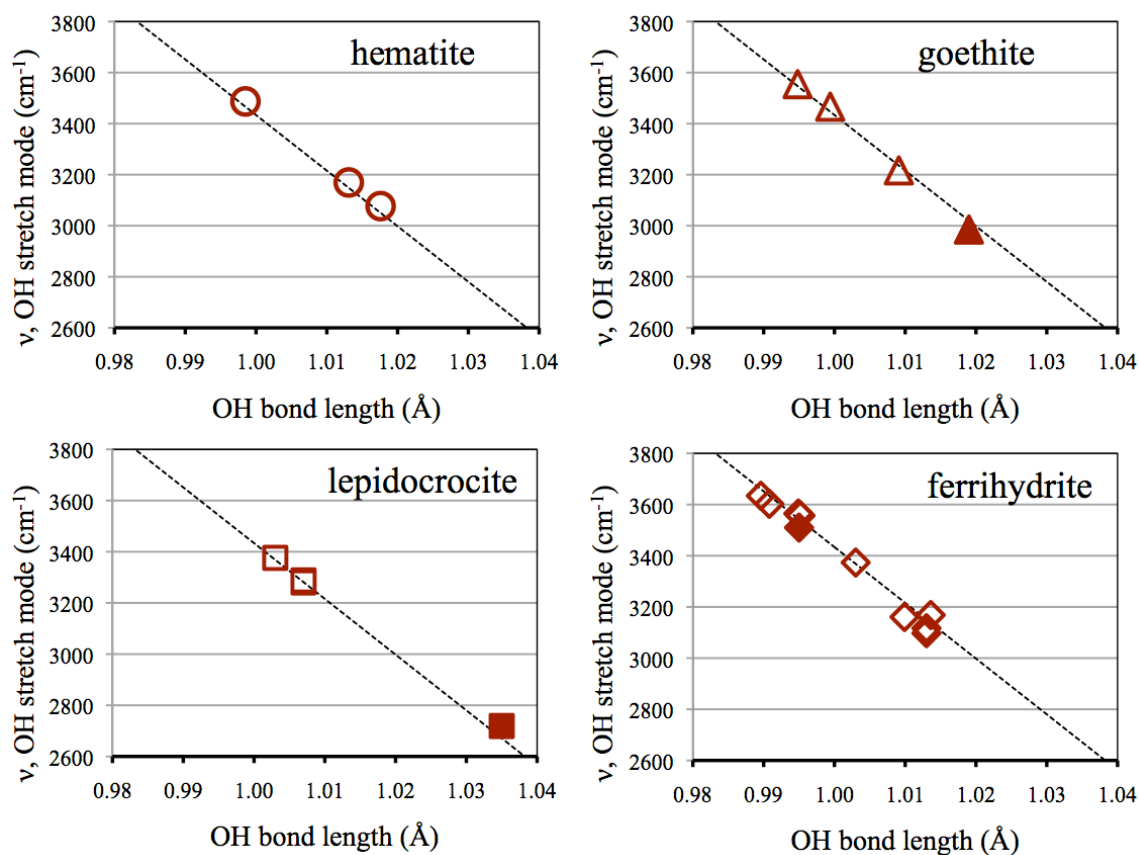 hematite
ν, OH stretch mode (cm⁻¹)
3800
3600
3400
3200
3000
2800
2600
0.98 0.99 1.00 1.01 1.02 1.03 1.04
OH bond length (Å)
goethite
ν, OH stretch mode (cm⁻¹)
3800
3600
3400
3200
3000
2800
2600
0.98 0.99 1.00 1.01 1.02 1.03 1.04
OH bond length (Å)
lepidocrocite
ν, OH stretch mode (cm⁻¹)
3800
3600
3400
3200
3000
2800
2600
0.98 0.99 1.00 1.01 1.02 1.03 1.04
OH bond length (Å)
ferrihydrite
ν, OH stretch mode (cm⁻¹)
3800
3600
3400
3200
3000
2800
2600
0.98 0.99 1.00 1.01 1.02 1.03 1.04
OH bond length (Å)